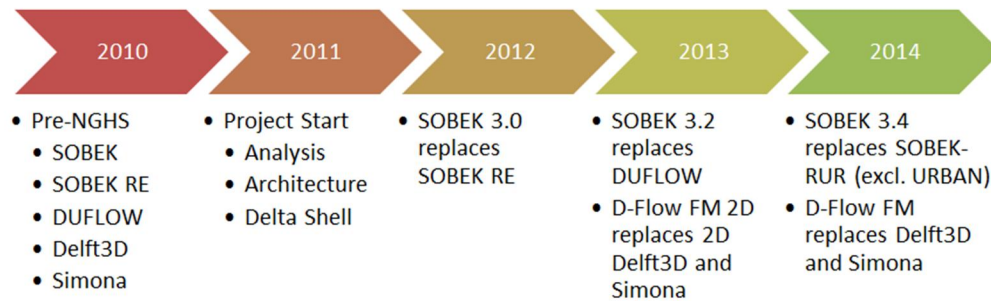 2010
2011
2012
2013
2014
• Pre-NGHS
• SOBEK
• SOBEK RE
• DUFLOW
• Delft3D
• Simona
• Project Start
• Analysis
• Architecture
• Delta Shell
• SOBEK 3.0
replaces
SOBEK RE
• SOBEK 3.2
replaces
DUFLOW
• D-Flow FM 2D
replaces 2D
Delft3D and
Simona
• SOBEK 3.4
replaces SOBEK-
RUR (excl. URBAN)
• D-Flow FM
replaces Delft3D
and Simona